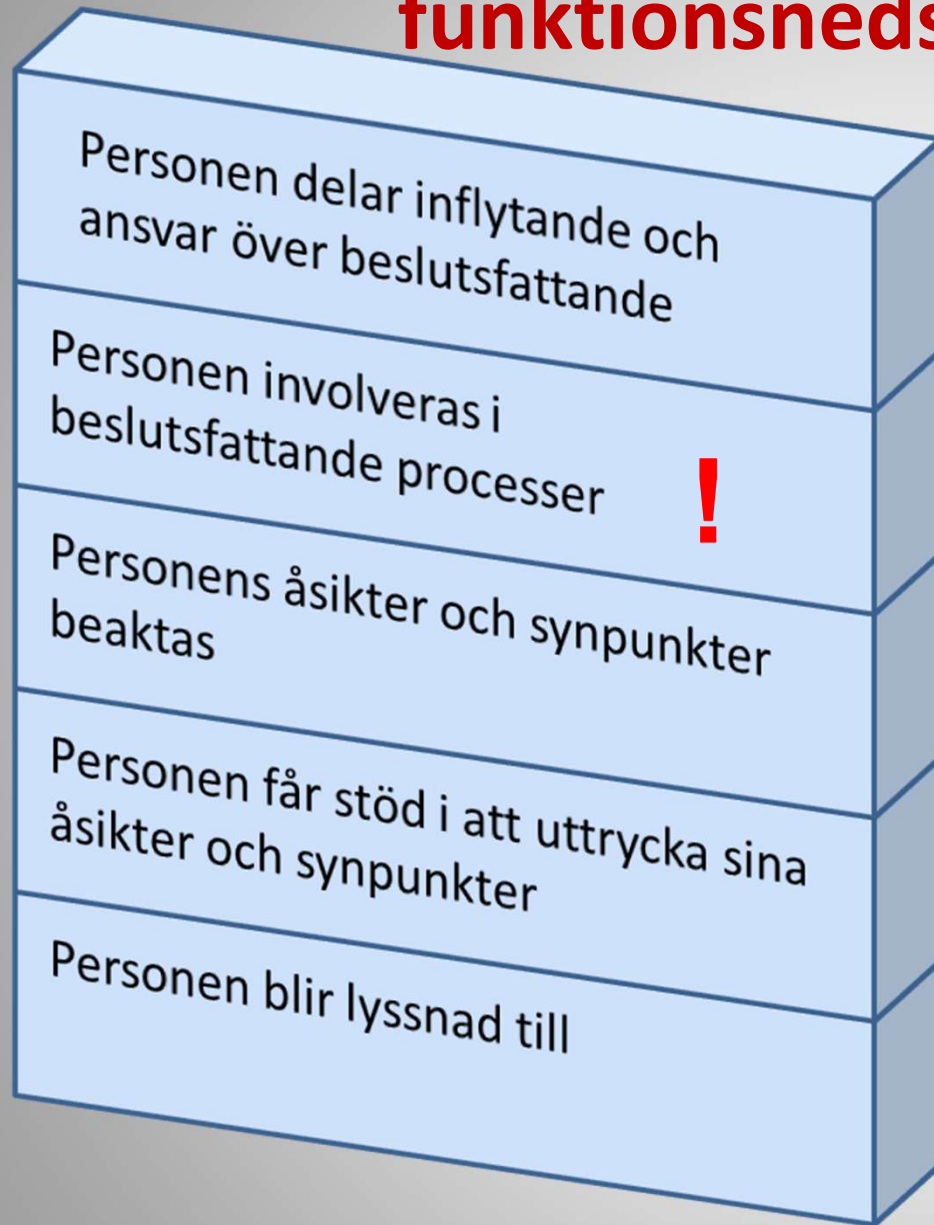 funktionsneds
Personen delar inflytande och
ansvar över beslutsfattande
Personen involveras i
beslutsfattande processer
!
Personens åsikter och synpunkter
beaktas
Personen får stöd i att uttrycka sina
åsikter och synpunkter
Personen blir lyssnad till